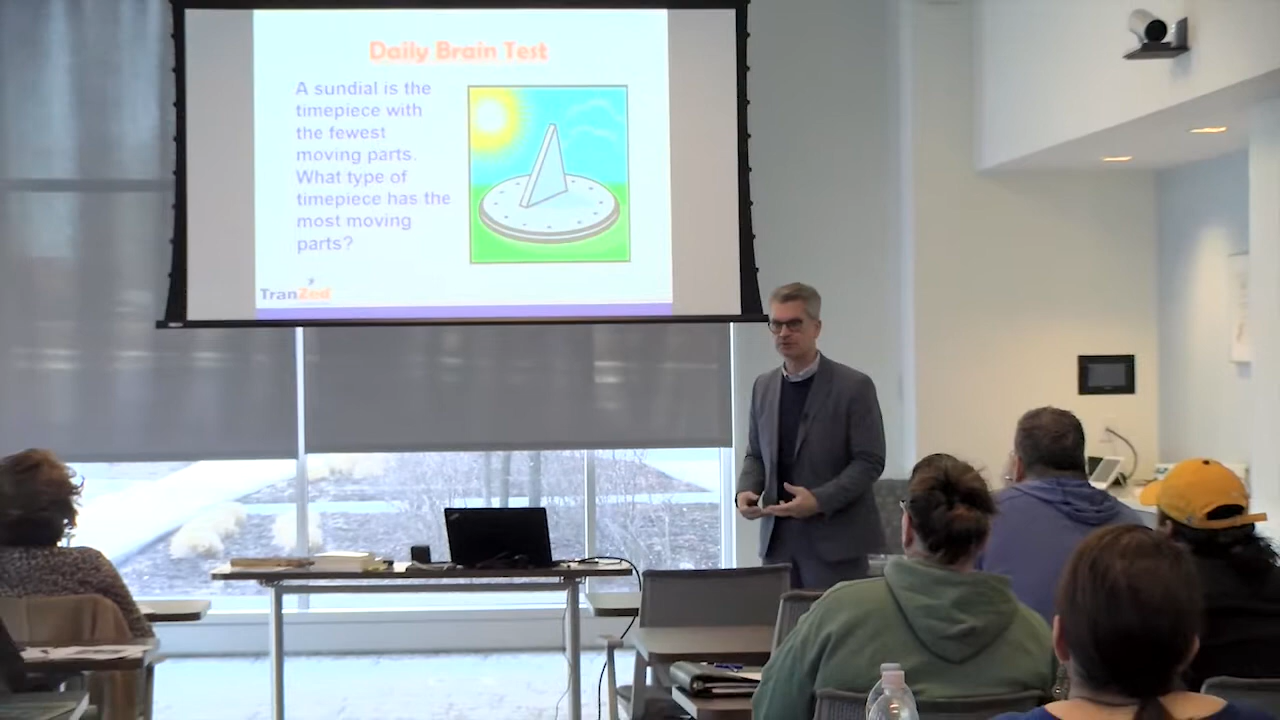 Daily Brain Test
A sundial is the
timepiece with
the fewest
moving parts.
What type of
timepiece has the
most moving
parts?
TranZed